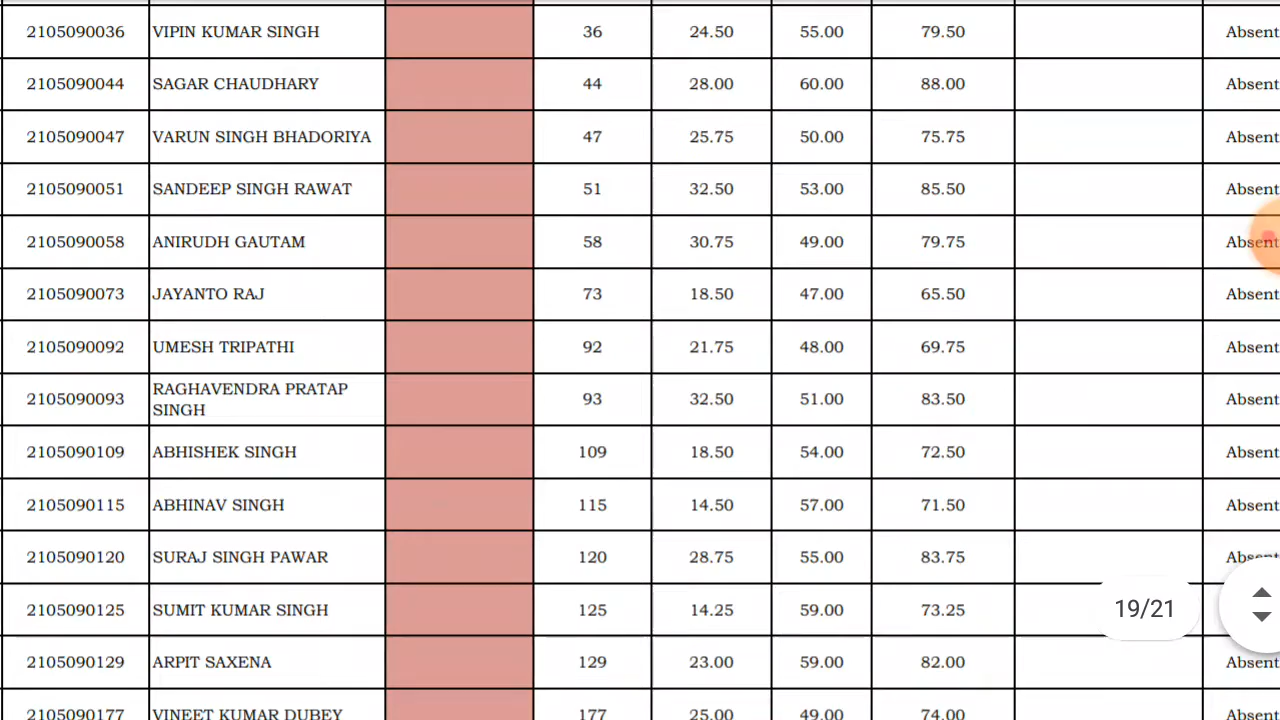 2105090036 VIPIN KUMAR SINGH 36 24.50 55.00 79.50 Absent
2105090044 SAGAR CHAUDHARY 44 28.00 60.00 88.00 Absent
2105090047 VARUN SINGH BHADORIYA 47 25.75 50.00 75.75 Absent
2105090051 SANDEEP SINGH RAWAT 51 32.50 53.00 85.50 Absent
2105090058 ANIRUDH GAUTAM 58 30.75 49.00 79.75 Absent
2105090073 JAYANTO RAJ 73 18.50 47.00 65.50 Absent
2105090092 UMESH TRIPATHI 92 21.75 48.00 69.75 Absent
2105090093 RAGHAVENDRA PRATAP
SINGH 93 32.50 51.00 83.50 Absent
2105090109 ABHISHEK SINGH 109 18.50 54.00 72.50 Absent
2105090115 ABHINAV SINGH 115 14.50 57.00 71.50 Absent
2105090120 SURAJ SINGH PAWAR 120 28.75 55.00 83.75 Absent
2105090125 SUMIT KUMAR SINGH 125 14.25 59.00 73.25
19/21
2105090129 ARPIT SAXENA 129 23.00 59.00 82.00 Absent
2105090177 VINEET KUMAR DUBEY 177 25.00 49.00 74.00 Absent